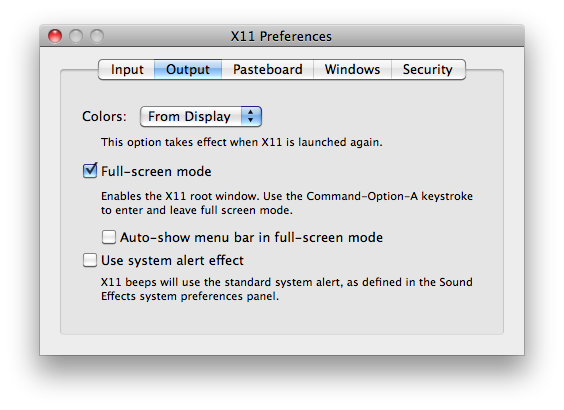 X11 Preferences
Input Output Pasteboard Windows Security
Colors: From Display
This option takes effect when X11 is launched again.
Full-screen mode
Enables the X11 root window. Use the Command-Option-A keystroke
to enter and leave full screen mode.
Auto-show menu bar in full-screen mode
Use system alert effect
X11 beeps will use the standard system alert, as defined in the Sound
Effects system preferences panel.